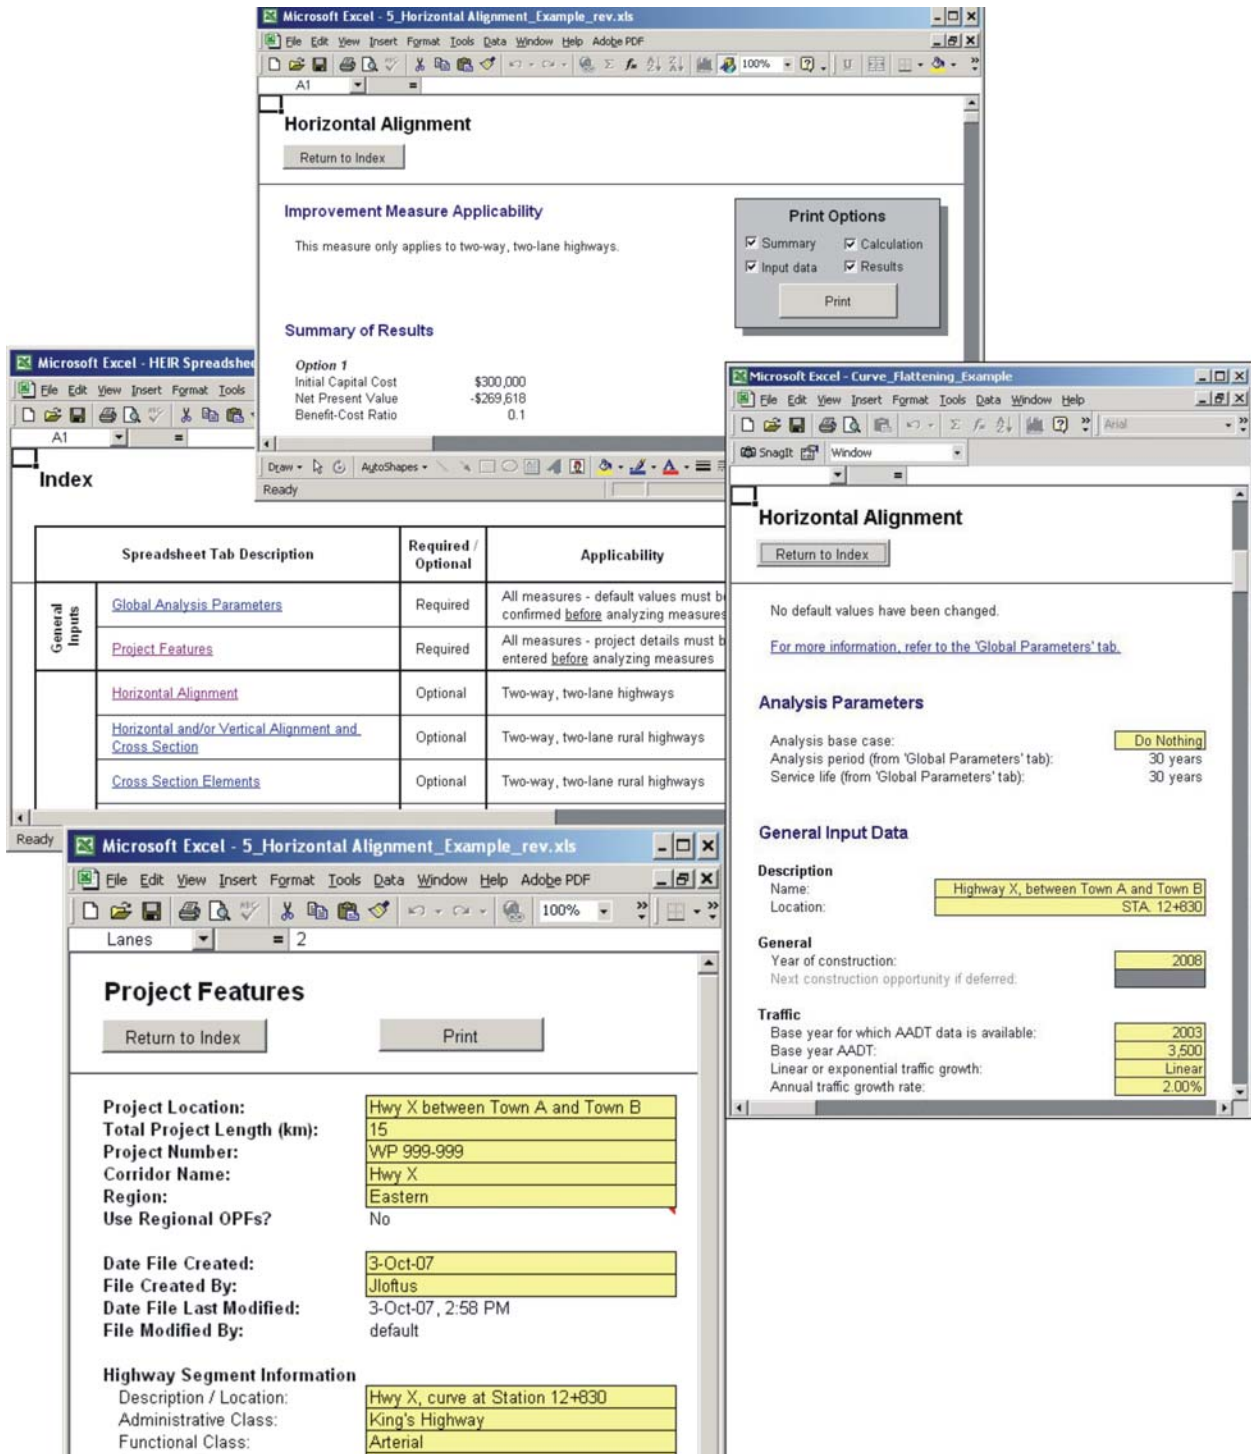 Microsoft Excel - 5_Horizontal Alignment_Example_rev.xls
File Edit View Insert Format Tools Data Window Help Adobe PDF
100%
A1 =
Horizontal Alignment
Return to Index
Improvement Measure Applicability
This measure only applies to two-way, two-lane highways.
Print Options
Summary Calculation
Input data Results
Print
Summary of Results
Option 1
Initial Capital Cost $300,000
Net Present Value -$269,618
Benefit-Cost Ratio 0.1
Draw AutoShapes
Ready
Microsoft Excel - HEIR Spreadshe
File Edit View Insert Format Tools
A1 =
Index
Spreadsheet Tab Description Required / Optional Applicability
General Inputs
Global Analysis Parameters Required All measures - default values must b
confirmed before analyzing measures
Project Features Required All measures - project details must b
entered before analyzing measures
Horizontal Alignment Optional Two-way, two-lane highways
Horizontal and/or Vertical Alignment and
Cross Section Optional Two-way, two-lane rural highways
Cross Section Elements Optional Two-way, two-lane rural highways
Ready
Microsoft Excel - Curve_Flattening_Example
File Edit View Insert Format Tools Data Window Help
Arial
SnagIt Window
=
Horizontal Alignment
Return to Index
No default values have been changed.
For more information, refer to the 'Global Parameters' tab.
Analysis Parameters
Analysis base case: Do Nothing
Analysis period (from 'Global Parameters' tab): 30 years
Service life (from 'Global Parameters' tab): 30 years
General Input Data
Description
Name: Highway X, between Town A and Town B
Location: STA. 12+830
General
Year of construction: 2008
Next construction opportunity if deferred:
Traffic
Base year for which AADT data is available: 2003
Base year AADT: 3,500
Linear or exponential traffic growth: Linear
Annual traffic growth rate: 2.00%
Microsoft Excel - 5_Horizontal Alignment_Example_rev.xls
File Edit View Insert Format Tools Data Window Help Adobe PDF
100%
Lanes = 2
Project Features
Return to Index Print
Project Location: Hwy X between Town A and Town B
Total Project Length (km): 15
Project Number: WP 999-999
Corridor Name: Hwy X
Region: Eastern
Use Regional OPFs? No
Date File Created: 3-Oct-07
File Created By: Jloftus
Date File Last Modified: 3-Oct-07, 2:58 PM
File Modified By: default
Highway Segment Information
Description / Location: Hwy X, curve at Station 12+830
Administrative Class: King's Highway
Functional Class: Arterial